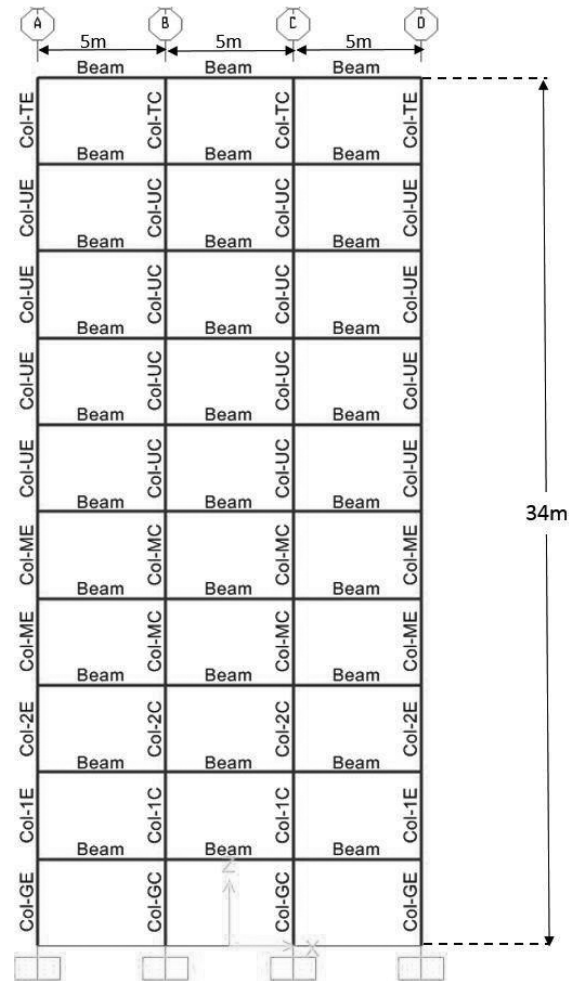 A B C D
5m 5m 5m
Beam Beam Beam
Col-TE Col-TC Col-TC Col-TE
Beam Beam Beam
Col-UE Col-UC Col-UC Col-UE
Beam Beam Beam
Col-UE Col-UC Col-UC Col-UE
Beam Beam Beam
Col-UE Col-UC Col-UC Col-UE
Beam Beam Beam
Col-UE Col-UC Col-UC Col-UE
Beam Beam Beam
34m
Col-ME Col-MC Col-MC Col-ME
Beam Beam Beam
Col-ME Col-MC Col-MC Col-ME
Beam Beam Beam
Col-2E Col-2C Col-2C Col-2E
Beam Beam Beam
Col-1E Col-1C Col-1C Col-1E
Beam Beam Beam
Z
Col-GE Col-GC Col-GC Col-GE
X